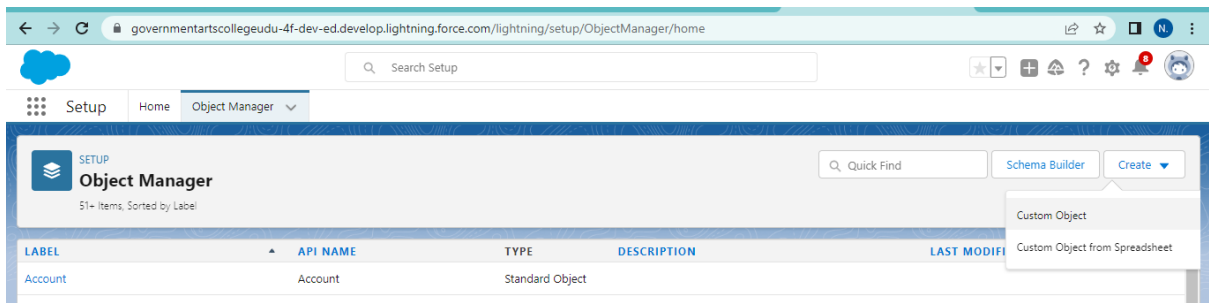 governmentartscollegeudu-4f-dev-ed.develop.lightning.force.com/lightning/setup/ObjectManager/home
N.
Search Setup
8
Setup Home Object Manager
SETUP
Object Manager
51+ Items, Sorted by Label
Quick Find
Schema Builder
Create
Custom Object
Custom Object from Spreadsheet
LABEL API NAME TYPE DESCRIPTION LAST MODIFI
Account Account Standard Object